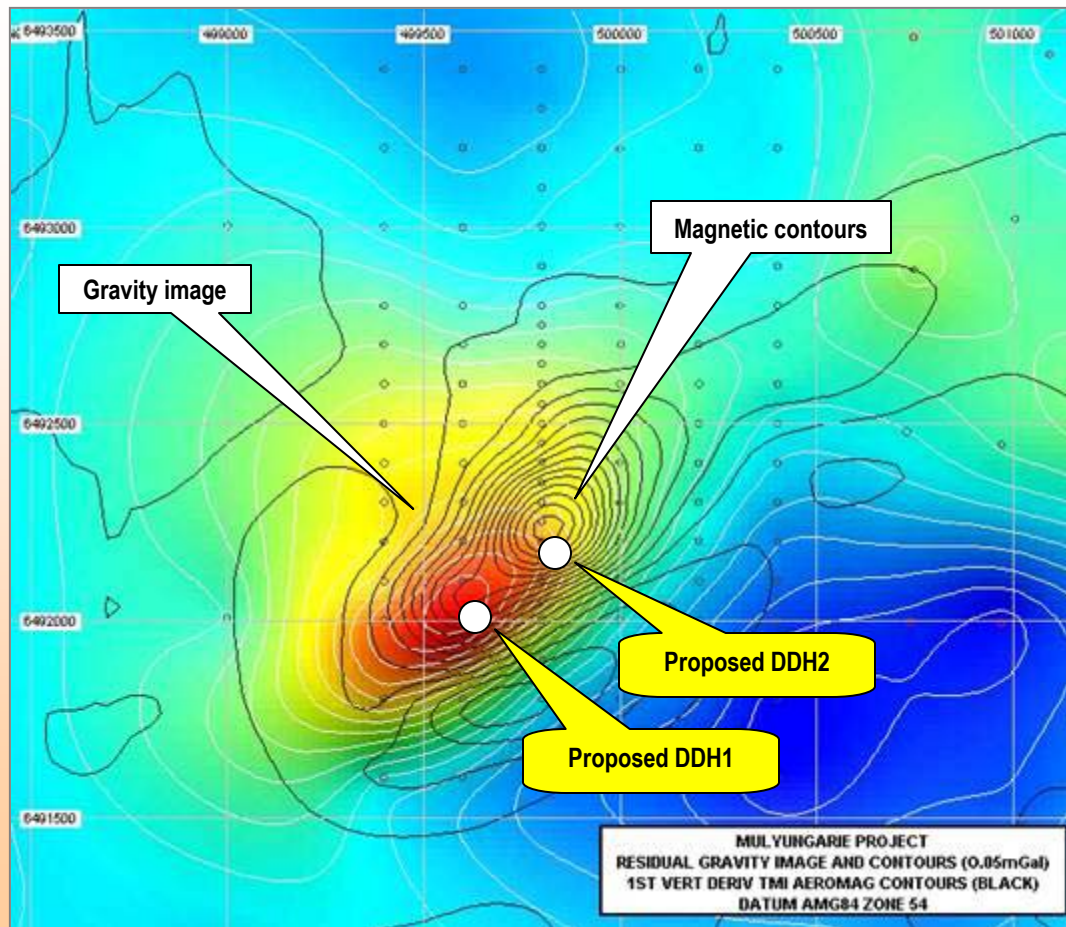 6493500
499000
499500
500000
500500
501000
6493000
Magnetic contours
Gravity image
6492500
6492000
Proposed DDH2
Proposed DDH1
6491500
MULYUNGARIE PROJECT
RESIDUAL GRAVITY IMAGE AND CONTOURS (0.05mGal)
1ST VERT DERIV TMI AEROMAG CONTOURS (BLACK)
DATUM AMG84 ZONE 54